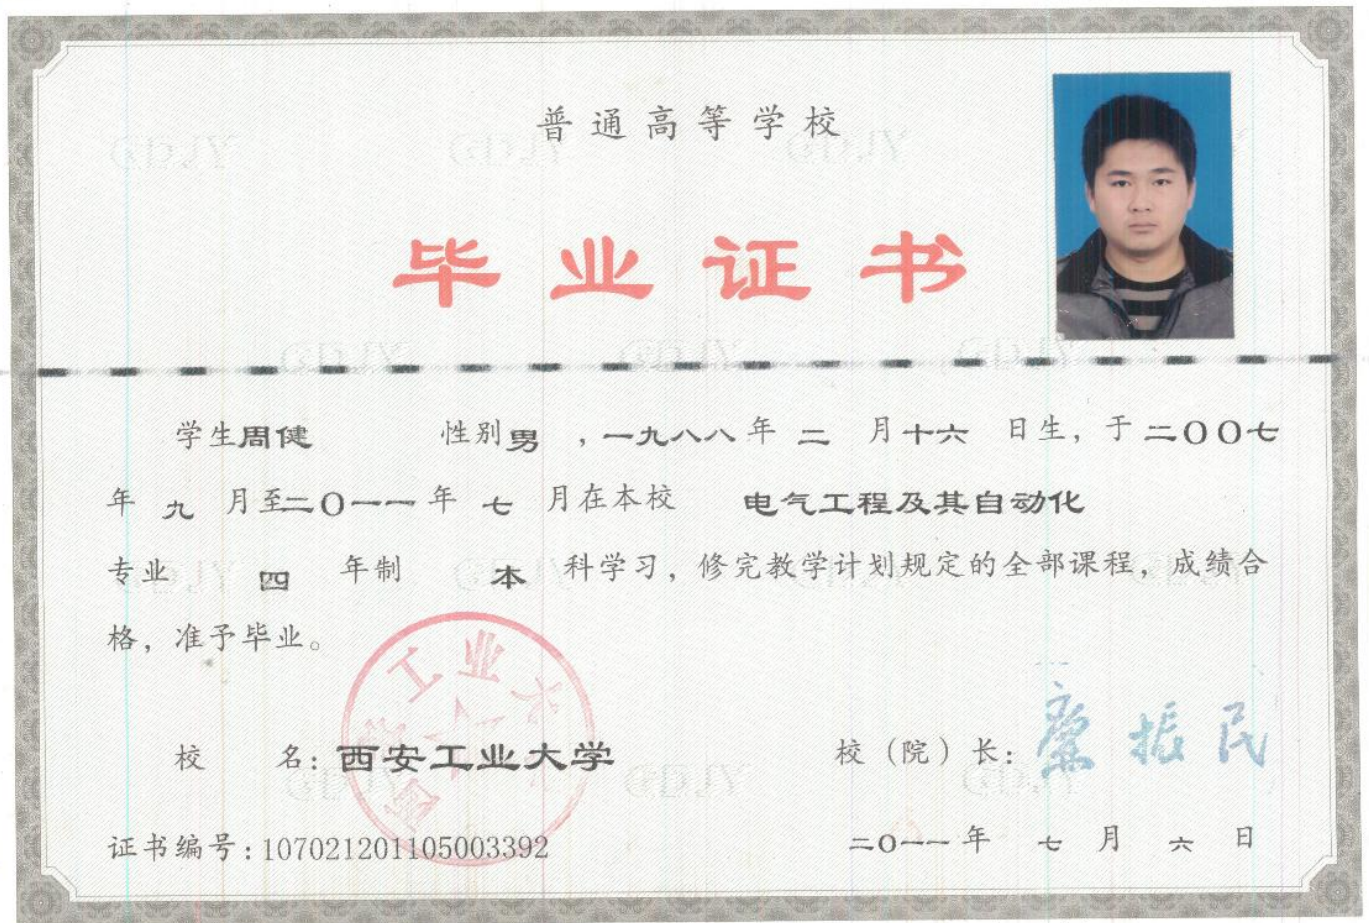 普通高等学校
毕业证书
学生周健 性别男，一九八八年二月十六日生，于二〇〇七
年九月至二〇一一年七月在本校 电气工程及其自动化
专业 四 年制 本 科学习，修完教学计划规定的全部课程，成绩合
格，准予毕业。
校 名：西安工业大学
校（院）长：
证书编号：107021201105003392
二〇一一年 七 月 六 日